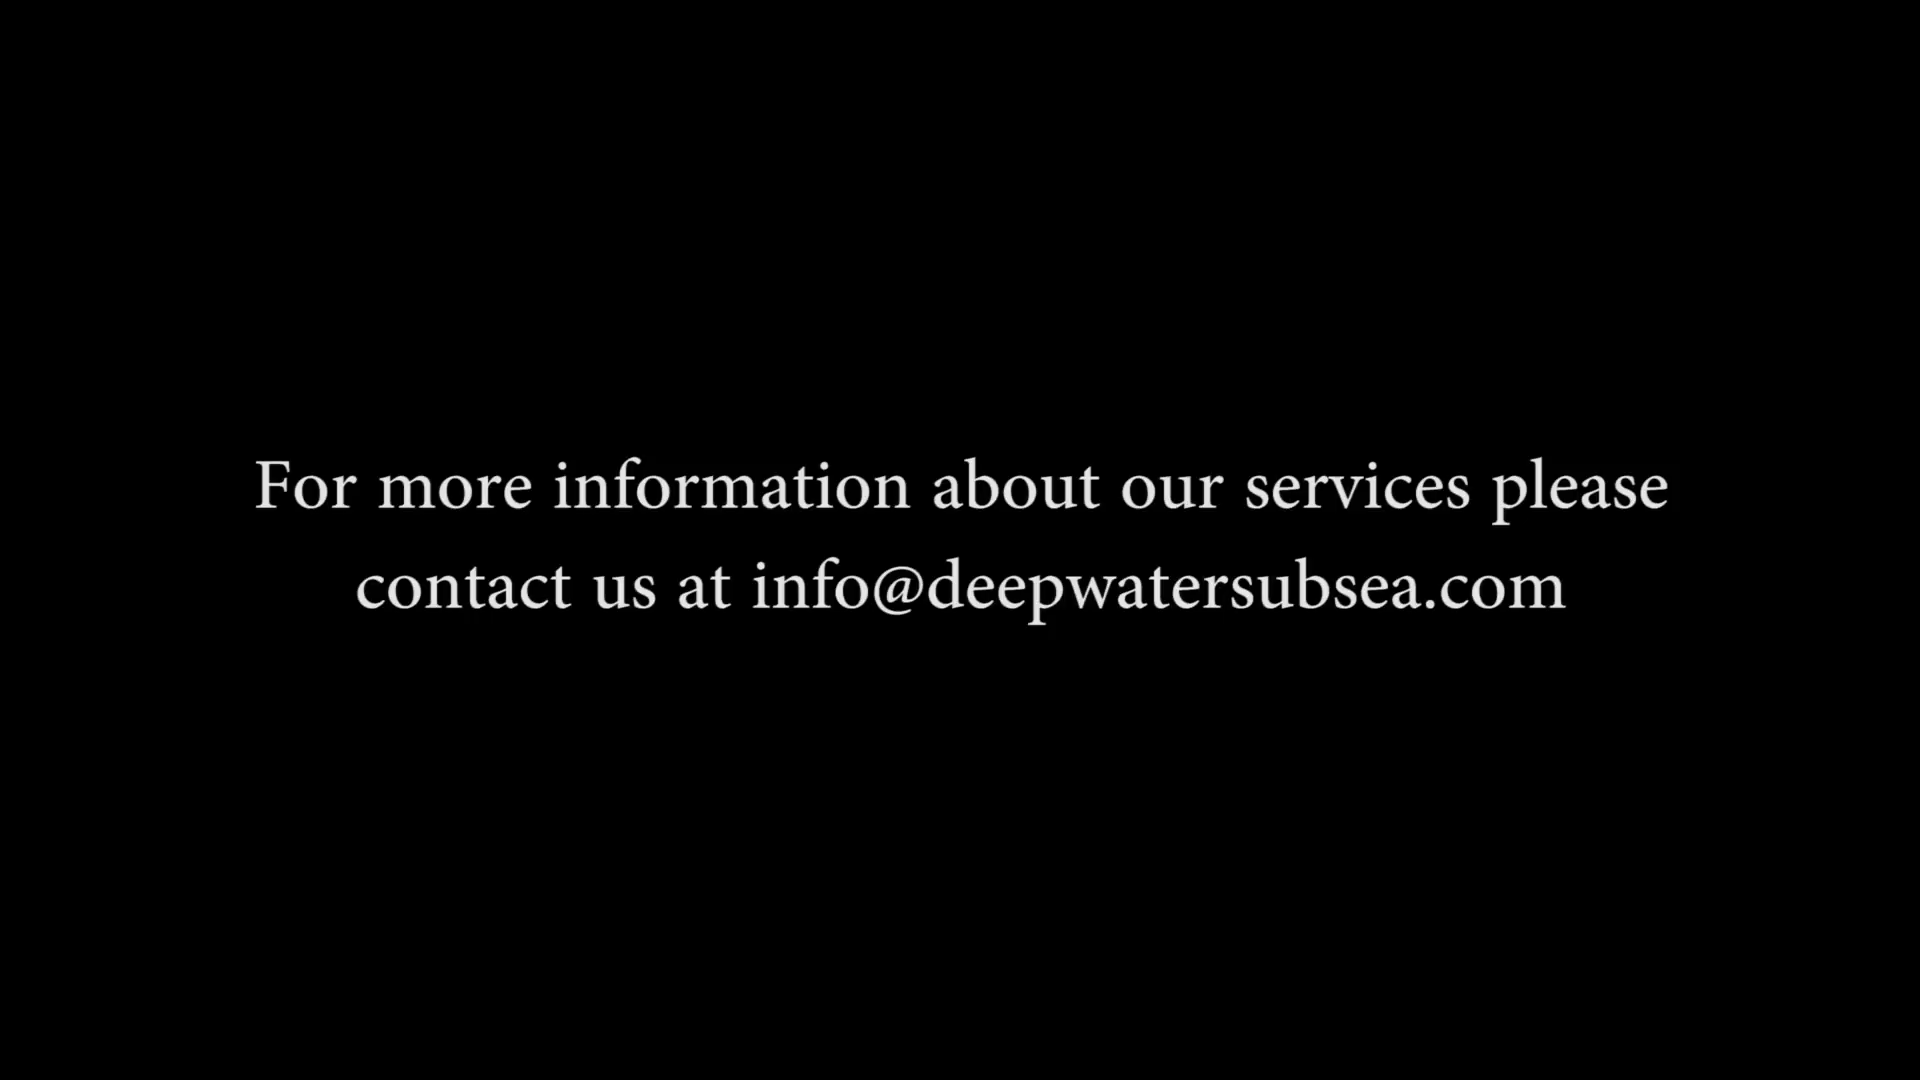 For more information about our services please
contact us at info@deepwatersubsea.com